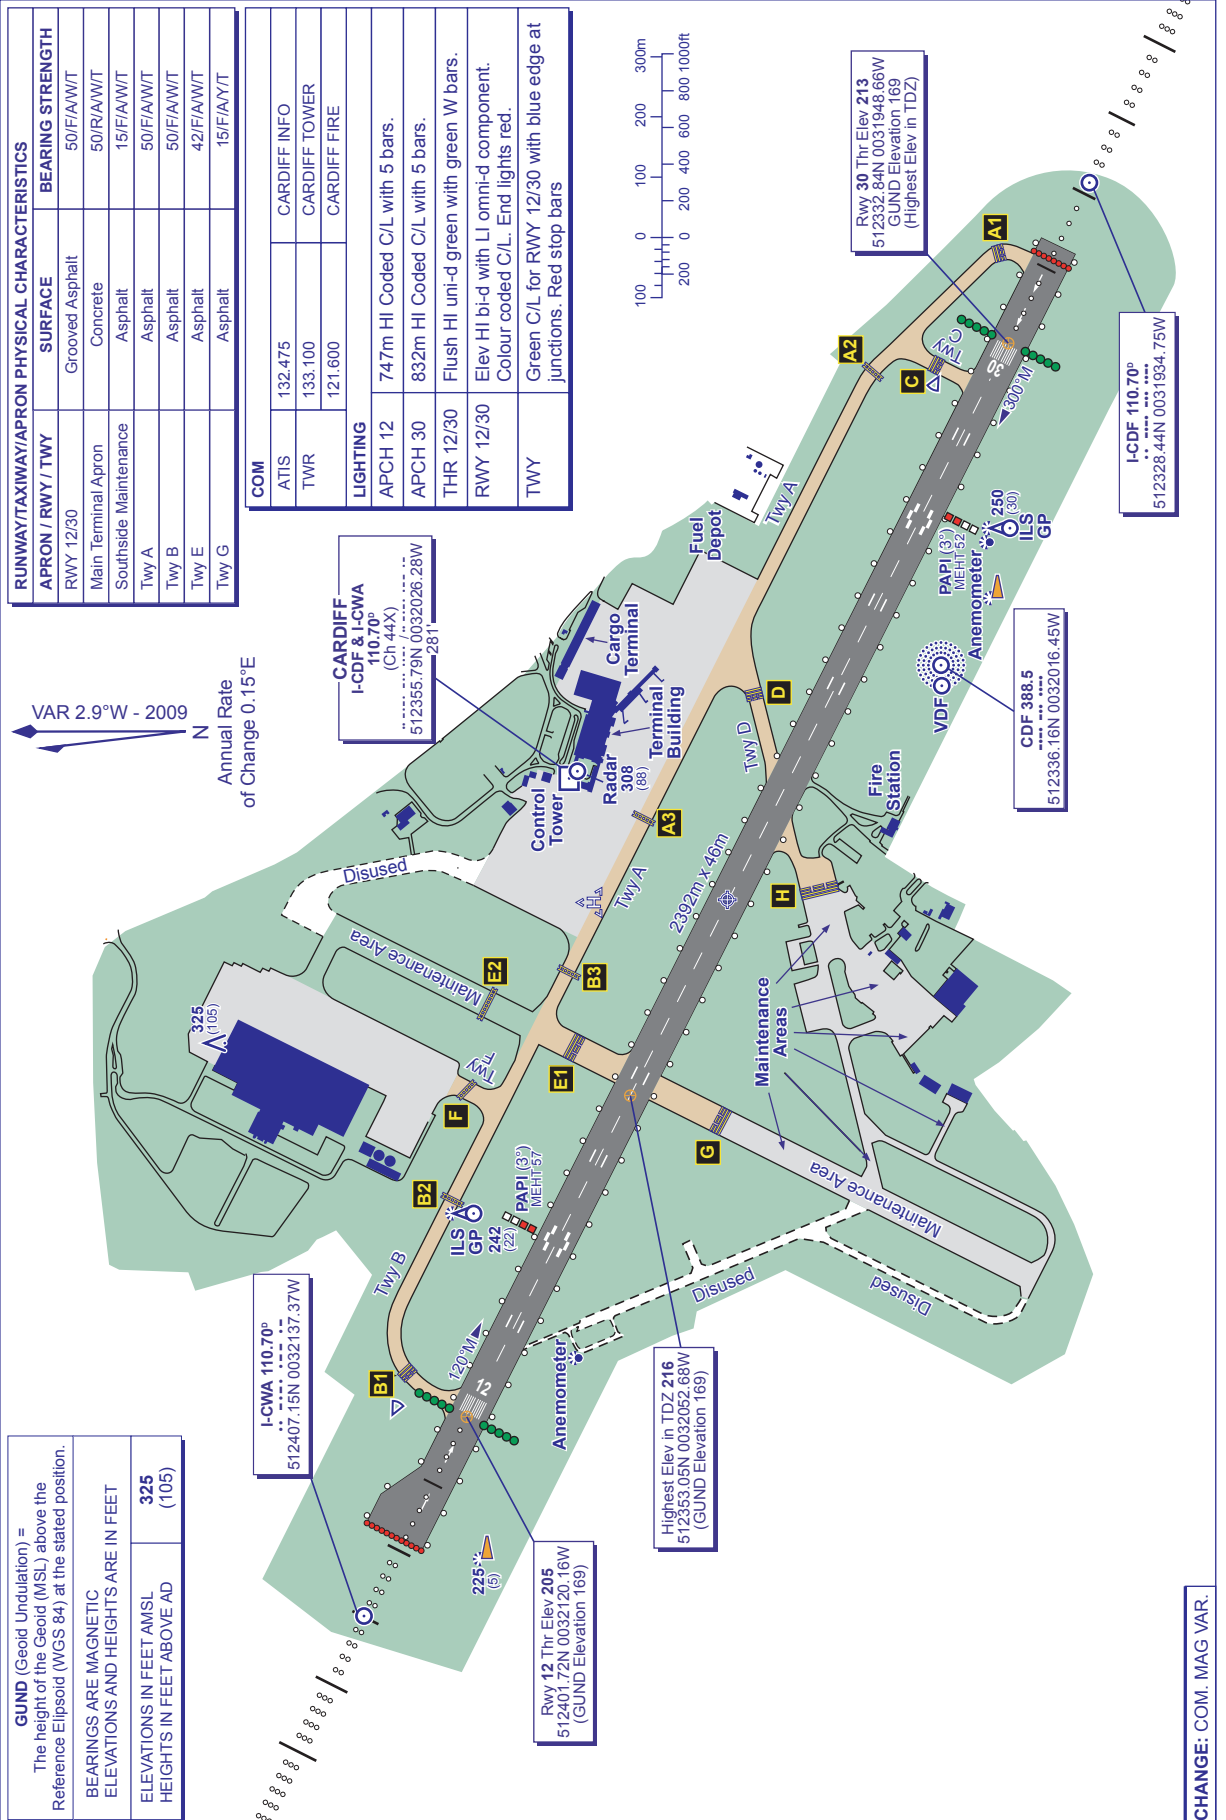 RUNWAY/TAXIWAY/APRON PHYSICAL CHARACTERISTICS
APRON / RWY / TWY SURFACE BEARING STRENGTH
RWY 12/30 Grooved Asphalt 50/F/A/W/T
Main Terminal Apron Concrete 50/R/A/W/T
Southside Maintenance Asphalt 15/F/A/W/T
Twy A Asphalt 50/F/A/W/T
Twy B Asphalt 50/F/A/W/T
Twy E Asphalt 42/F/A/W/T
Twy G Asphalt 15/F/A/Y/T
COM
ATIS 132.475 CARDIFF INFO
TWR 133.100 CARDIFF TOWER
121.600 CARDIFF FIRE
LIGHTING
APCH 12 747m HI Coded C/L with 5 bars.
APCH 30 832m HI Coded C/L with 5 bars.
THR 12/30 Flush HI uni-d green with green W bars.
RWY 12/30 Elev HI bi-d with LI omni-d component.
Colour coded C/L. End lights red.
TWY Green C/L for RWY 12/30 with blue edge at
junctions. Red stop bars
100 0 100 200 300m
200 0 200 400 600 800 1000ft
VAR 2.9°W - 2009
N
Annual Rate
of Change 0.15°E
GUND (Geoid Undulation) =
The height of the Geoid (MSL) above the
Reference Elipsoid (WGS 84) at the stated position.
BEARINGS ARE MAGNETIC
ELEVATIONS AND HEIGHTS ARE IN FEET
ELEVATIONS IN FEET AMSL 325
HEIGHTS IN FEET ABOVE AD (105)
CARDIFF
I-CDF & I-CWA
110.70º
(Ch 44X)
512355.79N 0032026.28W
281'
Rwy 30 Thr Elev 213
512332.84N 0031948.66W
GUND Elevation 169
(Highest Elev in TDZ)
I-CDF 110.70º
512328.44N 0031934.75W
CDF 388.5
512336.16N 0032016.45W
I-CWA 110.70º
512407.15N 0032137.37W
Rwy 12 Thr Elev 205
512401.72N 0032120.16W
(GUND Elevation 169)
Highest Elev in TDZ 216
512353.05N 0032052.68W
(GUND Elevation 169)
Fuel
Depot
Cargo
Terminal
Terminal
Building
Control
Tower
Radar
308
(88)
Disused
Maintenance Area
325
(105)
Twy A
Twy A
Twy B
Twy
C
Twy D
Twy
F
A1
A2
A3
B1
B2
B3
C
D
E1
E2
F
G
H
H
2392m x 46m
12
120°M
30
300°M
ILS
GP
242
(22)
PAPI (3°)
MEHT 57
PAPI (3°)
MEHT 52
Anemometer
250
(30)
ILS
GP
VDF
Fire
Station
Maintenance
Areas
Maintenance Area
Disused
Disused
Anemometer
225
(5)
CHANGE: COM. MAG VAR.